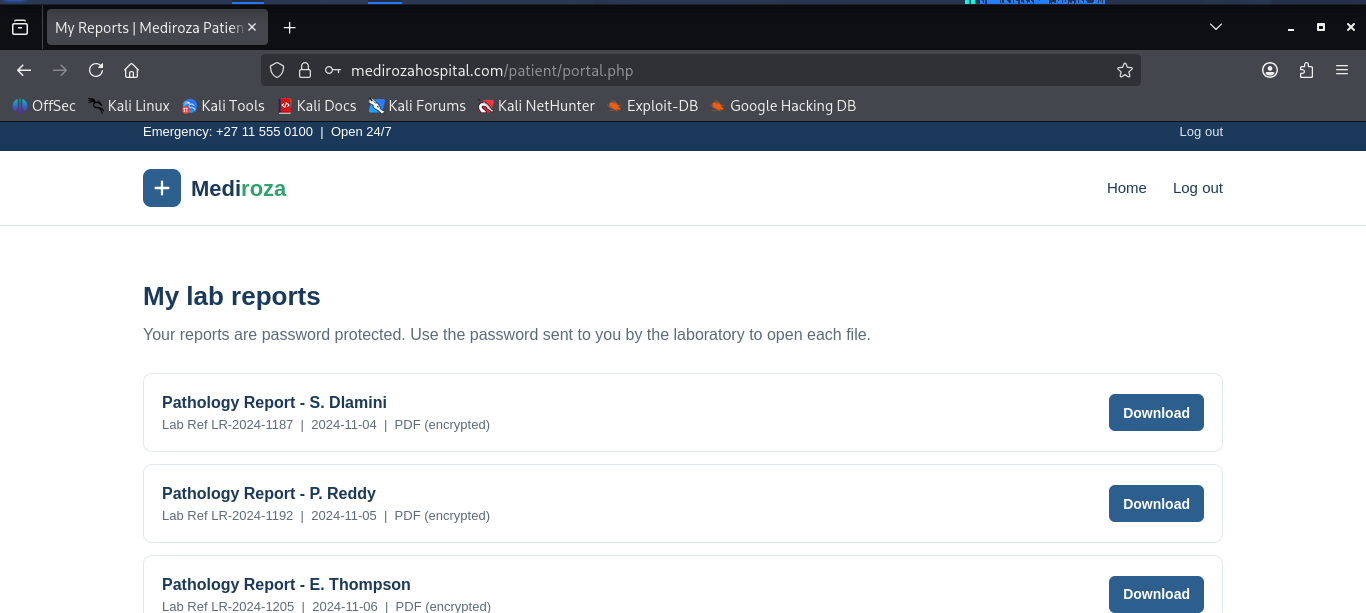 My Reports | Mediroza Patien
medirozahospital.com/patient/portal.php
OffSec Kali Linux Kali Tools Kali Docs Kali Forums Kali NetHunter Exploit-DB Google Hacking DB
Emergency: +27 11 555 0100 | Open 24/7 Log out
Mediroza Home Log out
My lab reports
Your reports are password protected. Use the password sent to you by the laboratory to open each file.
Pathology Report - S. Dlamini
Lab Ref LR-2024-1187 | 2024-11-04 | PDF (encrypted)
Download
Pathology Report - P. Reddy
Lab Ref LR-2024-1192 | 2024-11-05 | PDF (encrypted)
Download
Pathology Report - E. Thompson
Lab Ref LR-2024-1205 | 2024-11-06 | PDF (encrypted)
Download